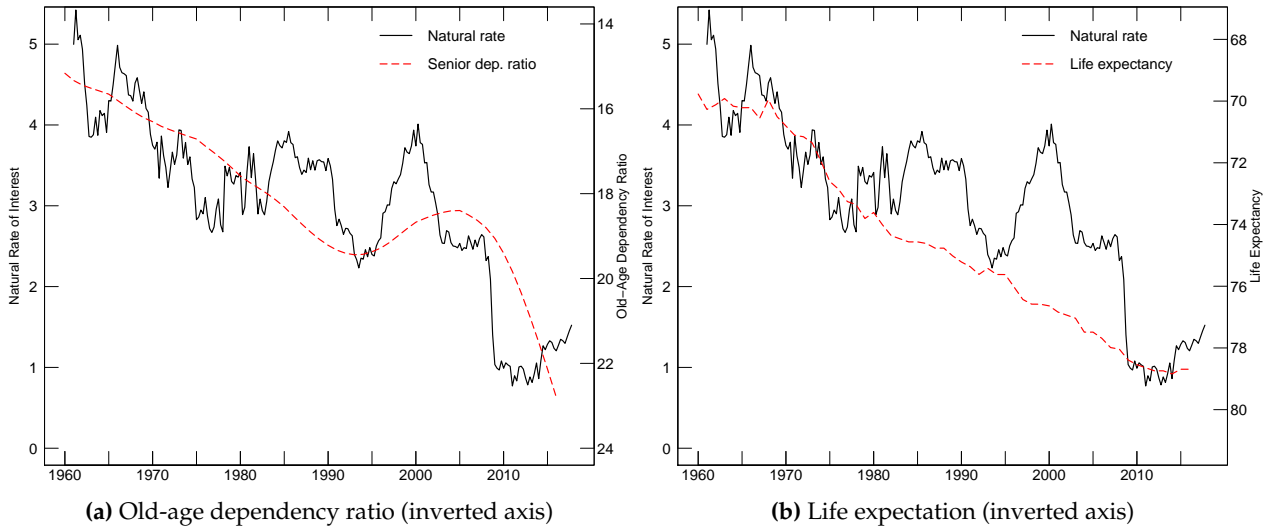 Natural rate
Senior dep. ratio
5
4
3
2
1
0
Natural Rate of Interest
14
16
18
20
22
24
Old−Age Dependency Ratio
1960 1970 1980 1990 2000 2010
(a) Old-age dependency ratio (inverted axis)
Natural rate
Life expectancy
5
4
3
2
1
0
Natural Rate of Interest
68
70
72
74
76
78
80
Life Expectancy
1960 1970 1980 1990 2000 2010
(b) Life expectation (inverted axis)